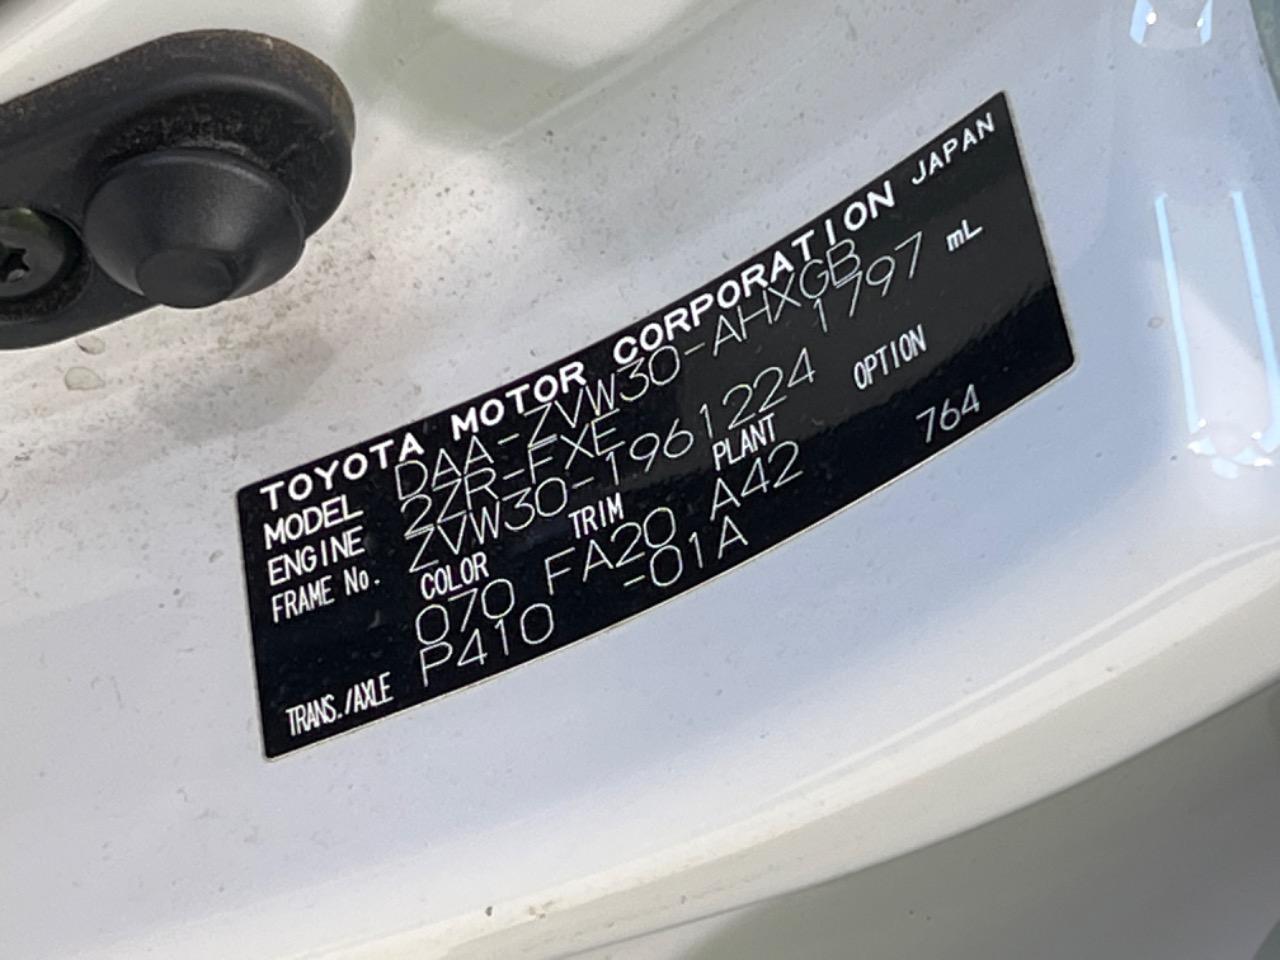 TOYOTA MOTOR CORPORATION JAPAN
MODEL DAA-ZVW30-AHXGB
ENGINE 2ZR-FXE 1797 mL
FRAME No. ZVW30-1961224
COLOR TRIM PLANT OPTION
070 FA20 A42 764
TRANS./AXLE P410 -01A